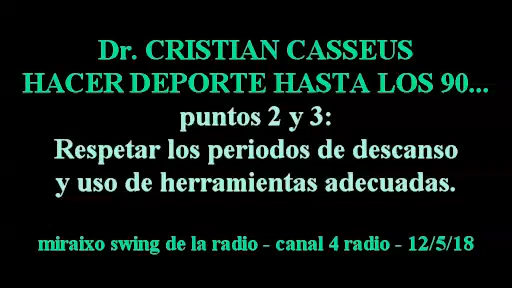 Dr. CRISTIAN CASSEUS
HACER DEPORTE HASTA LOS 90...
puntos 2 y 3:
Respetar los periodos de descanso
y uso de herramientas adecuadas.
miraixo swing de la radio - canal 4 radio - 12/5/18